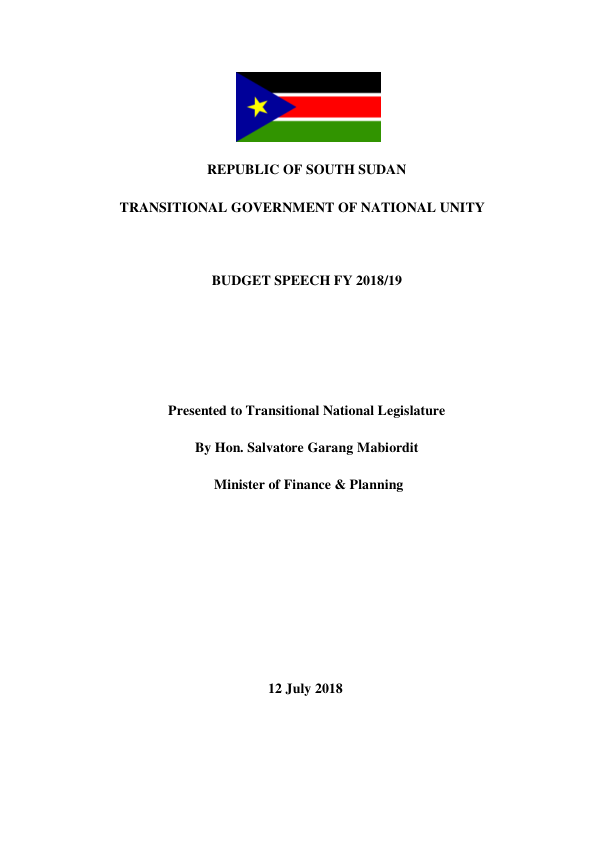 REPUBLIC OF SOUTH SUDAN
TRANSITIONAL GOVERNMENT OF NATIONAL UNITY
BUDGET SPEECH FY 2018/19
Presented to Transitional National Legislature
By Hon. Salvatore Garang Mabiordit
Minister of Finance & Planning
12 July 2018